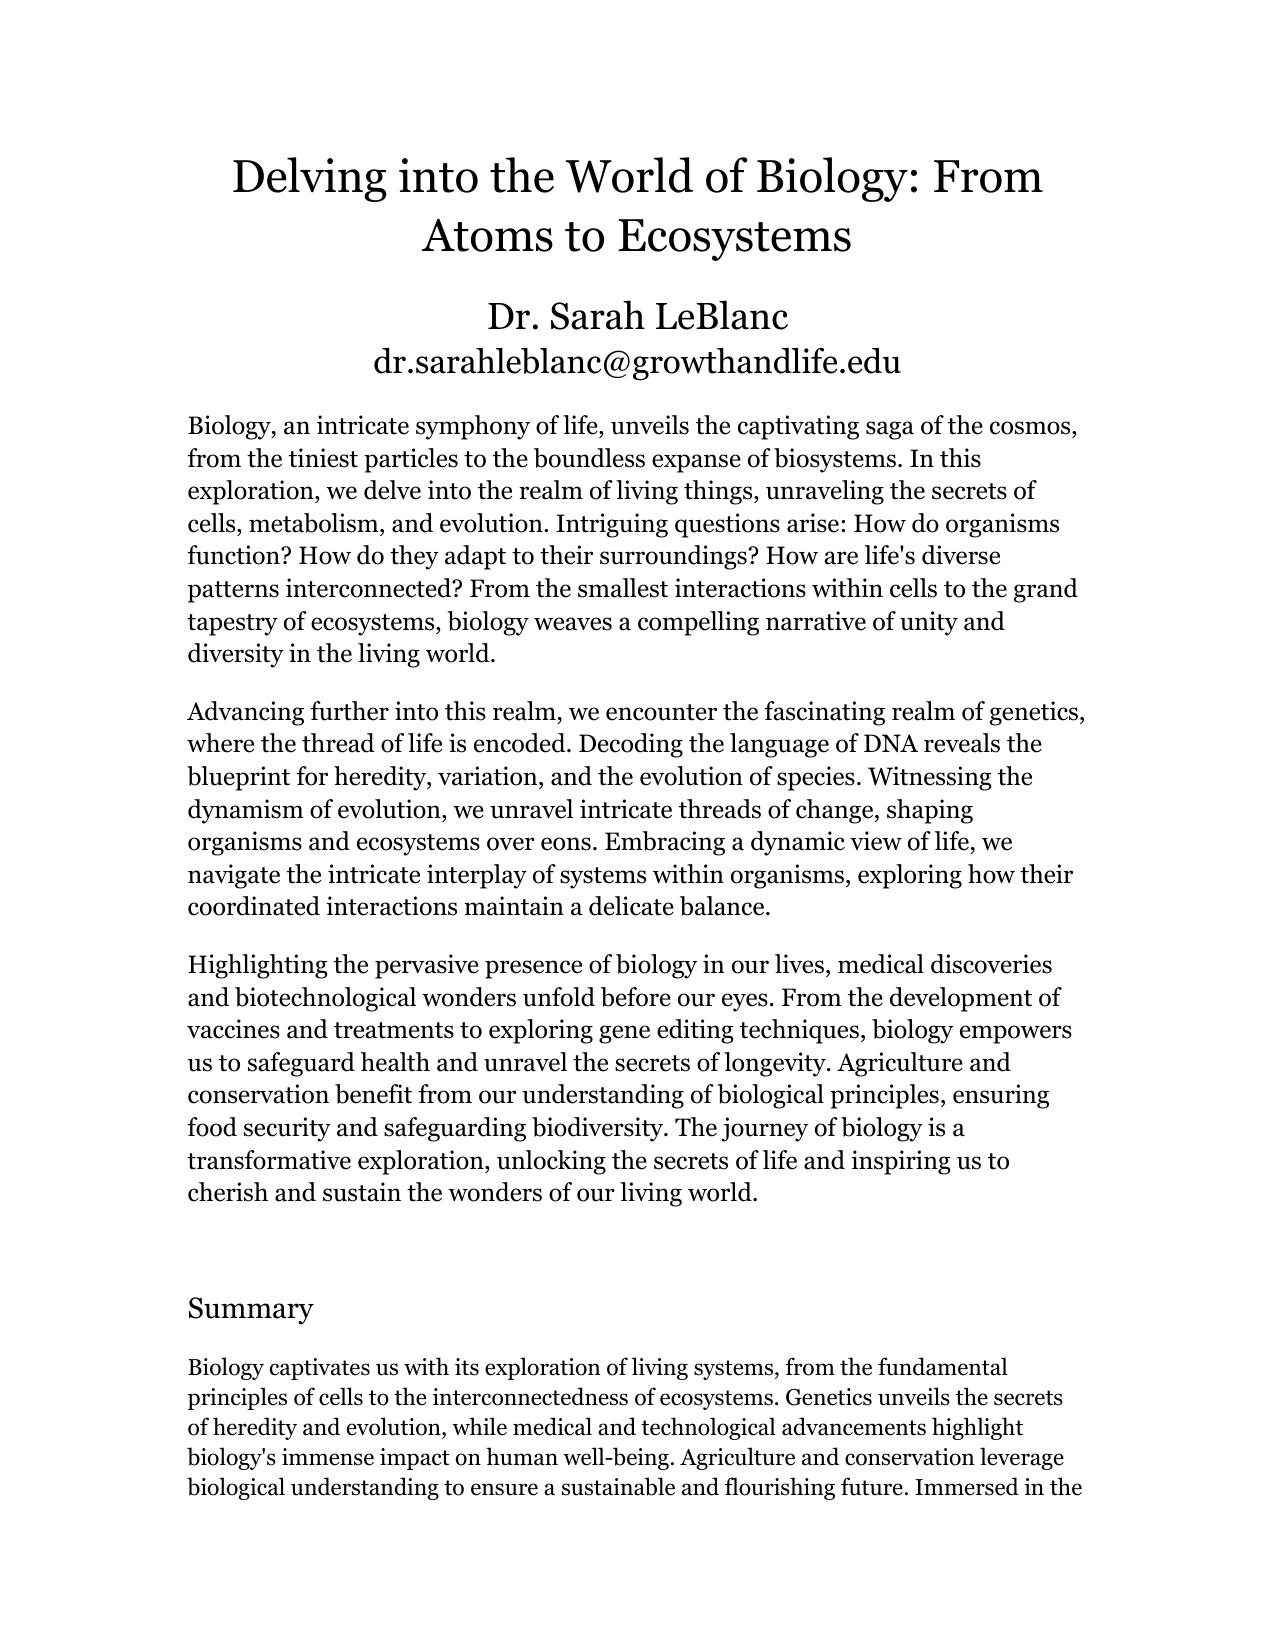 Delving into the World of Biology: From
Atoms to Ecosystems
Dr. Sarah LeBlanc
dr.sarahleblanc@growthandlife.edu
Biology, an intricate symphony of life, unveils the captivating saga of the cosmos,
from the tiniest particles to the boundless expanse of biosystems. In this
exploration, we delve into the realm of living things, unraveling the secrets of
cells, metabolism, and evolution. Intriguing questions arise: How do organisms
function? How do they adapt to their surroundings? How are life's diverse
patterns interconnected? From the smallest interactions within cells to the grand
tapestry of ecosystems, biology weaves a compelling narrative of unity and
diversity in the living world.
Advancing further into this realm, we encounter the fascinating realm of genetics,
where the thread of life is encoded. Decoding the language of DNA reveals the
blueprint for heredity, variation, and the evolution of species. Witnessing the
dynamism of evolution, we unravel intricate threads of change, shaping
organisms and ecosystems over eons. Embracing a dynamic view of life, we
navigate the intricate interplay of systems within organisms, exploring how their
coordinated interactions maintain a delicate balance.
Highlighting the pervasive presence of biology in our lives, medical discoveries
and biotechnological wonders unfold before our eyes. From the development of
vaccines and treatments to exploring gene editing techniques, biology empowers
us to safeguard health and unravel the secrets of longevity. Agriculture and
conservation benefit from our understanding of biological principles, ensuring
food security and safeguarding biodiversity. The journey of biology is a
transformative exploration, unlocking the secrets of life and inspiring us to
cherish and sustain the wonders of our living world.
Summary
Biology captivates us with its exploration of living systems, from the fundamental
principles of cells to the interconnectedness of ecosystems. Genetics unveils the secrets
of heredity and evolution, while medical and technological advancements highlight
biology's immense impact on human well-being. Agriculture and conservation leverage
biological understanding to ensure a sustainable and flourishing future. Immersed in the